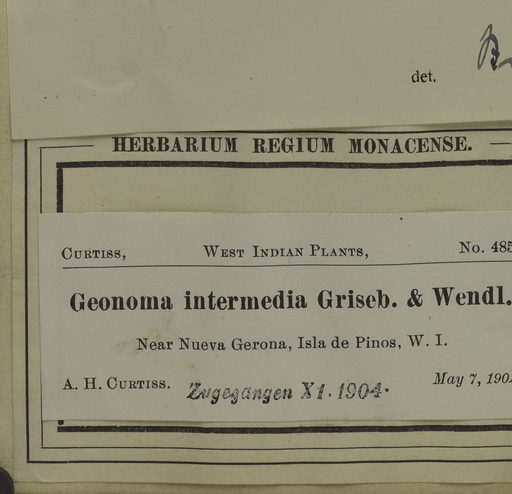 det.
HERBARIUM REGIUM MONACENSE.
CURTISS, WEST INDIAN PLANTS, No. 485
Geonoma intermedia Griseb. & Wendl.
Near Nueva Gerona, Isla de Pinos, W. I.
A. H. CURTISS. Zugegangen XI. 1904. May 7, 190